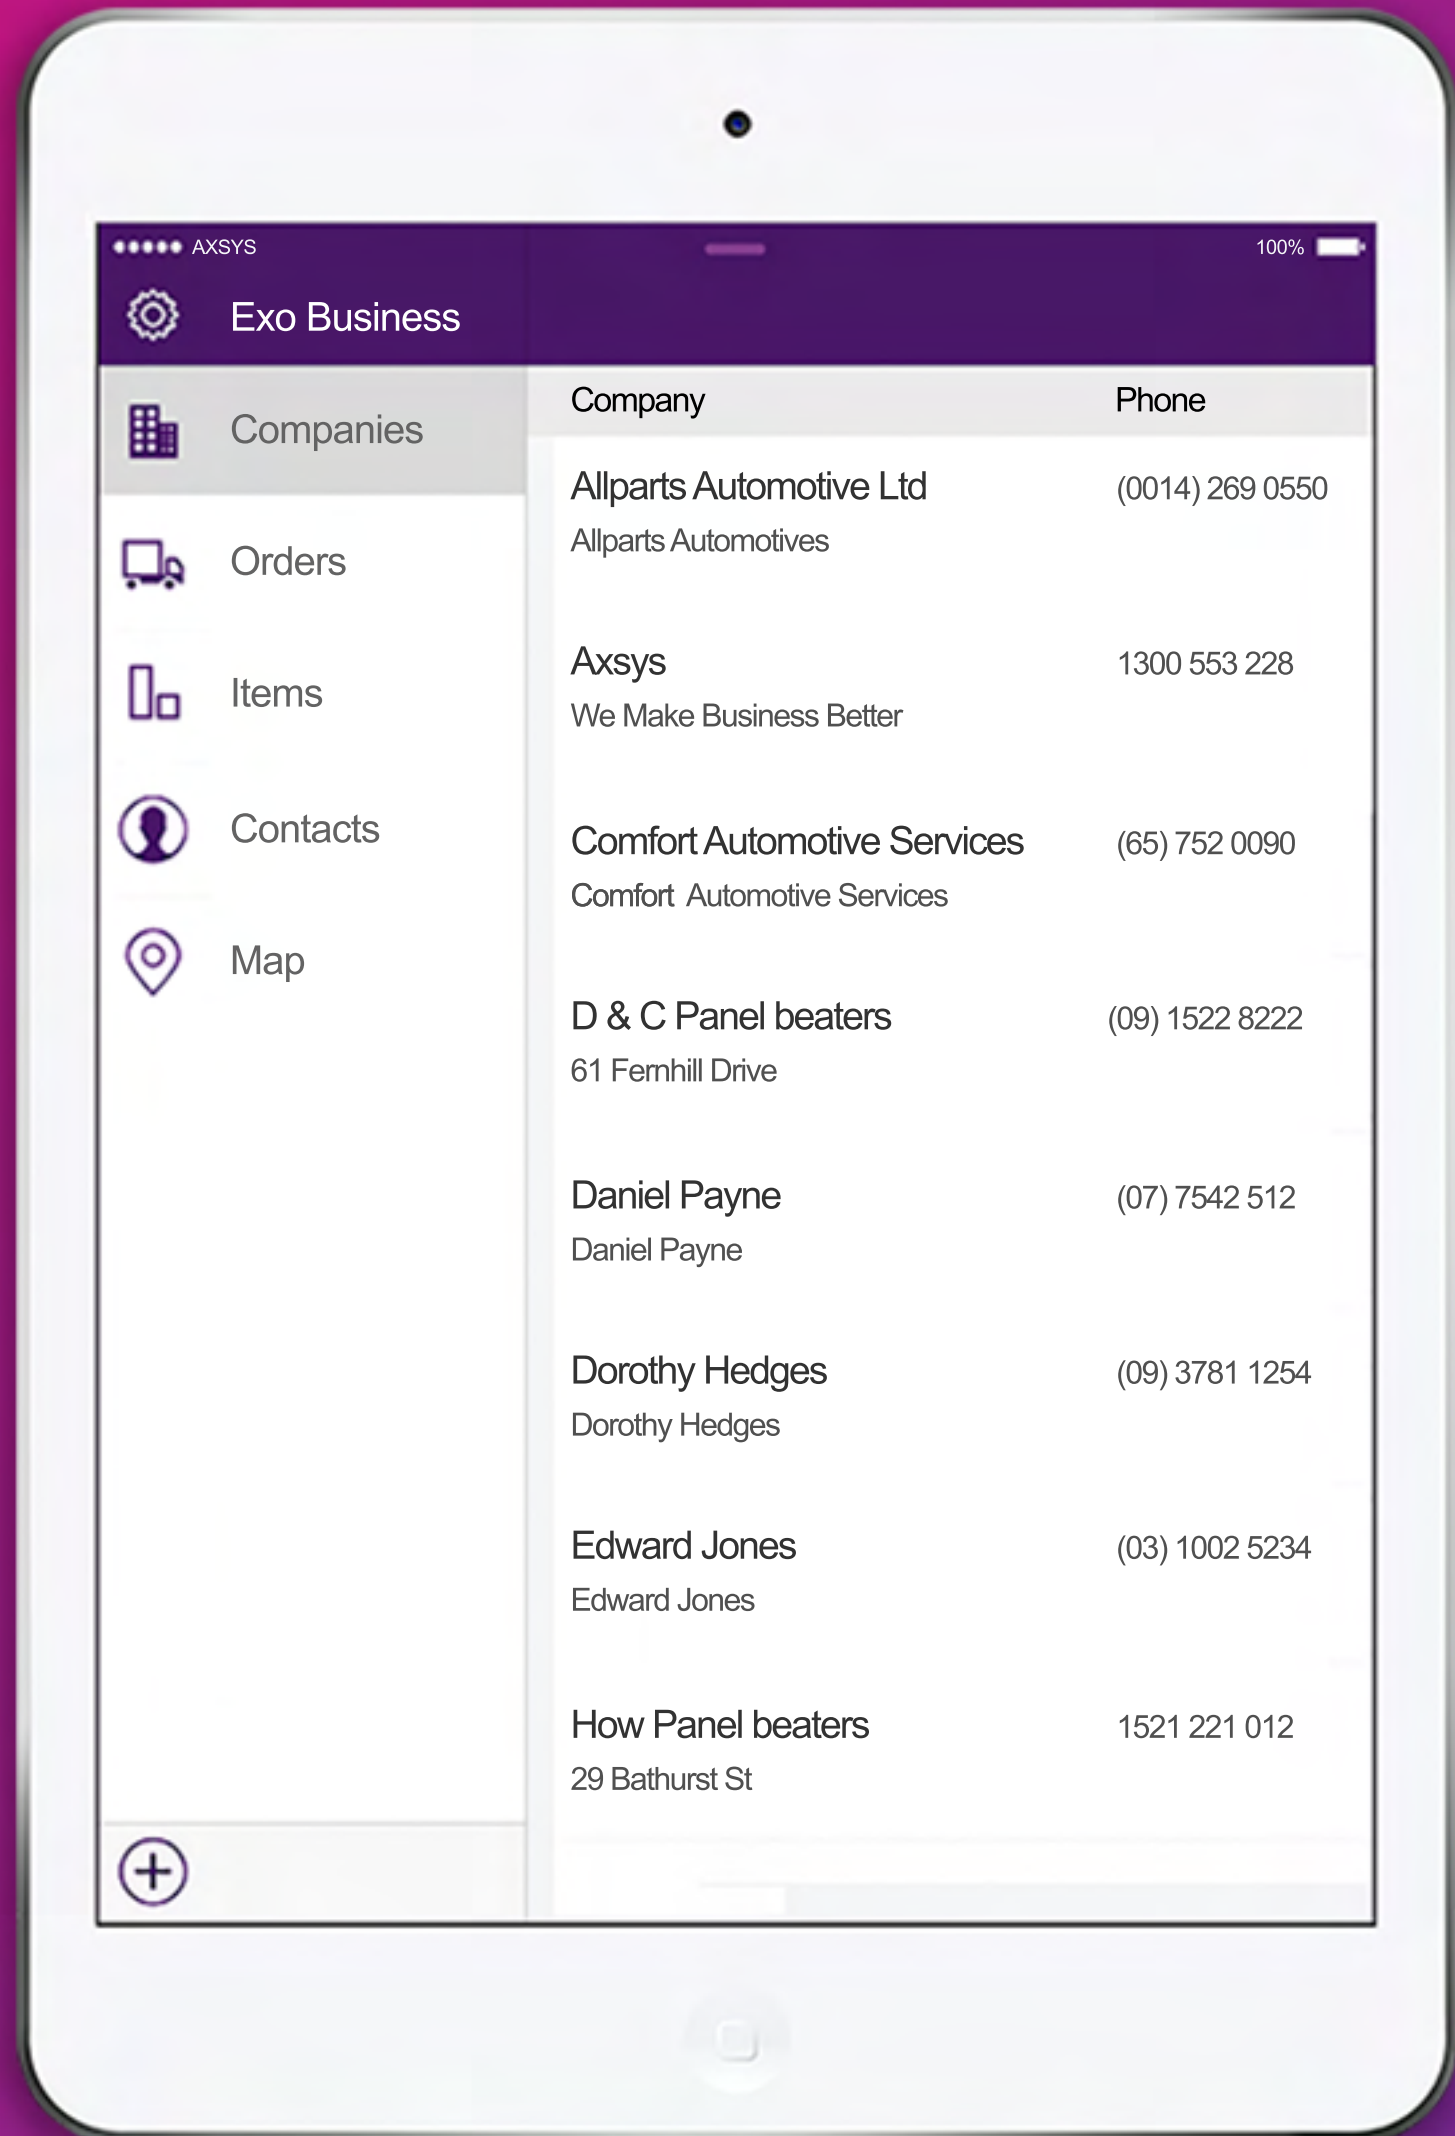 AXSYS 100%
Exo Business
Companies
Orders
Items
Contacts
Map
Company Phone
Allparts Automotive Ltd (0014) 269 0550
Allparts Automotives
Axsys 1300 553 228
We Make Business Better
Comfort Automotive Services (65) 752 0090
Comfort Automotive Services
D & C Panel beaters (09) 1522 8222
61 Fernhill Drive
Daniel Payne (07) 7542 512
Daniel Payne
Dorothy Hedges (09) 3781 1254
Dorothy Hedges
Edward Jones (03) 1002 5234
Edward Jones
How Panel beaters 1521 221 012
29 Bathurst St